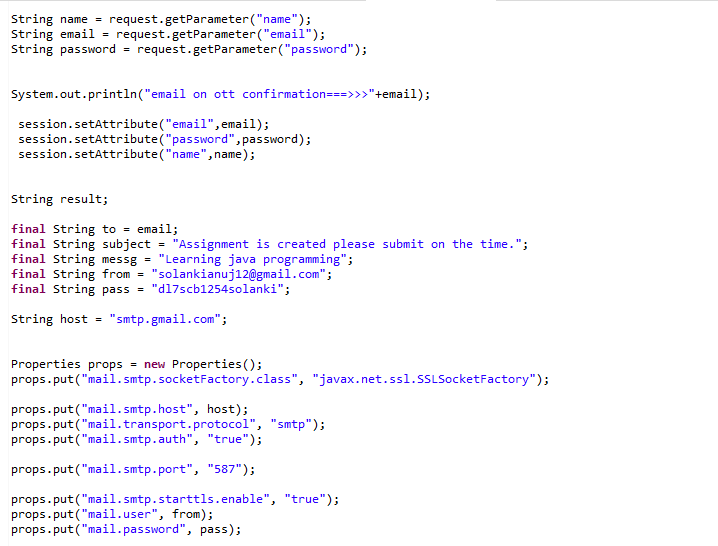 String name = request.getParameter("name");
String email = request.getParameter("email");
String password = request.getParameter("password");
System.out.println("email on ott confirmation===>>>"+email);
session.setAttribute("email",email);
session.setAttribute("password",password);
session.setAttribute("name",name);
String result;
final String to = email;
final String subject = "Assignment is created please submit on the time.";
final String messg = "Learning java programming";
final String from = "solankianuj12@gmail.com";
final String pass = "dl7scb1254solanki";
String host = "smtp.gmail.com";
Properties props = new Properties();
props.put("mail.smtp.socketFactory.class", "javax.net.ssl.SSLSocketFactory");
props.put("mail.smtp.host", host);
props.put("mail.transport.protocol", "smtp");
props.put("mail.smtp.auth", "true");
props.put("mail.smtp.port", "587");
props.put("mail.smtp.starttls.enable", "true");
props.put("mail.user", from);
props.put("mail.password", pass);